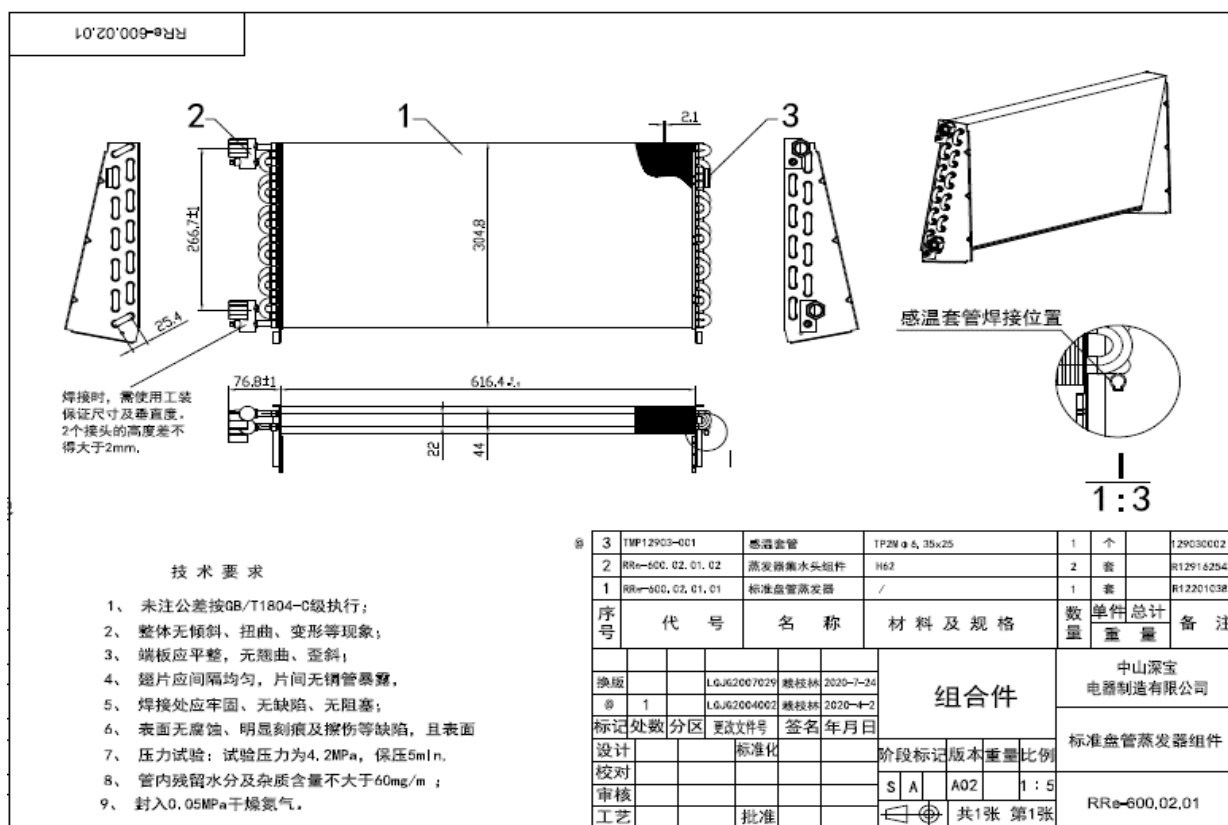 RRe-600.02.01
2
1
2.1
3
266.7±1
304.8
25.4
感温套管焊接位置
76.8±1
616.4
焊接时，需使用工装
保证尺寸及垂直度。
2个接头的高度差不
得大于2mm。
22
44
1
1:3
技术要求
1、 未注公差按GB/T1804-C级执行；
2、 整体无倾斜、扭曲、变形等现象；
3、 端板应平整，无翘曲、歪斜；
4、 翅片应间隔均匀，片间无铜管暴露，
5、 焊接处应牢固、无缺陷、无阻塞；
6、 表面无腐蚀、明显刻痕及擦伤等缺陷，且表面
7、 压力试验：试验压力为4.2MPa，保压5min.
8、 管内残留水分及杂质含量不大于60mg/m ；
9、 封入0.05MPa干燥氮气。
@ 3 TMP12903-001 感温套管 TP2M φ6.35x25 1 个 129030002
2 RRe-600.02.01.02 蒸发器集水头组件 H62 2 套 R12916254
1 RRe-600.02.01.01 标准盘管蒸发器 / 1 套 R12201038
序号 代号 名称 材料及规格 数量 单件 总计 重量 备注
换版 LGJG2007029 赖枝林 2020-7-24
@ 1 LGJG2004002 赖枝林 2020-4-2
标记 处数 分区 更改文件号 签名 年月日
设计 标准化
校对
审核
工艺 批准
组合件
阶段标记 版本 重量 比例
S A A02 1:5
共1张 第1张
中山深宝
电器制造有限公司
标准盘管蒸发器组件
RRe-600.02.01